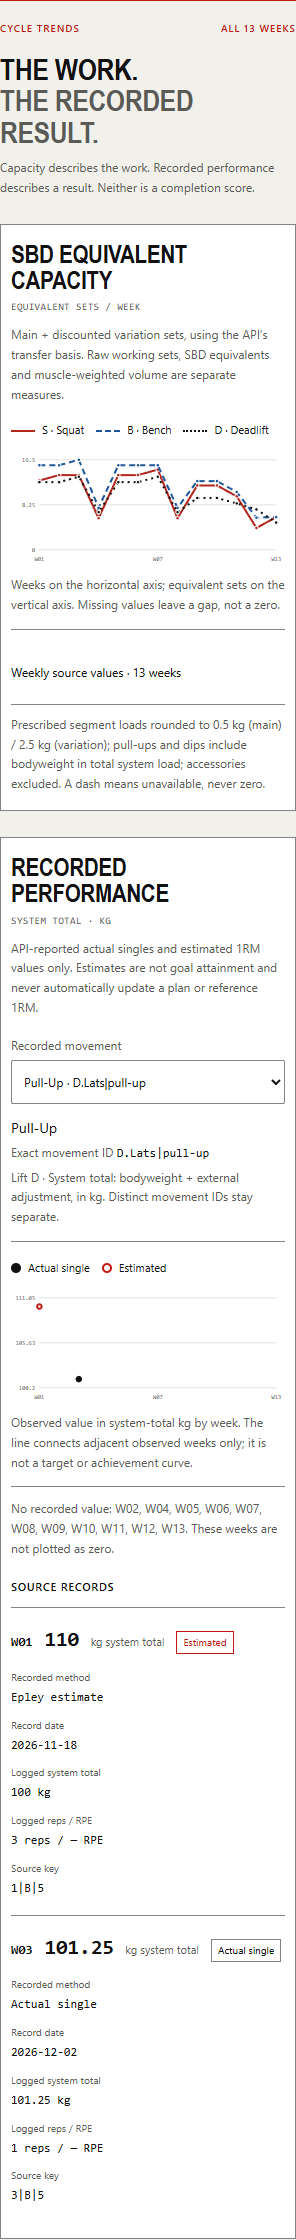 CYCLE TRENDS
ALL 13 WEEKS
THE WORK.
THE RECORDED
RESULT.
Capacity describes the work. Recorded performance
describes a result. Neither is a completion score.
SBD EQUIVALENT
CAPACITY
EQUIVALENT SETS / WEEK
Main + discounted variation sets, using the API's
transfer basis. Raw working sets, SBD equivalents
and muscle-weighted volume are separate
measures.
S · Squat
B · Bench
D · Deadlift
16.5
8.25
0
W01
W07
W13
Weeks on the horizontal axis; equivalent sets on the
vertical axis. Missing values leave a gap, not a zero.
Weekly source values · 13 weeks
Prescribed segment loads rounded to 0.5 kg (main)
/ 2.5 kg (variation); pull-ups and dips include
bodyweight in total system load; accessories
excluded. A dash means unavailable, never zero.
RECORDED
PERFORMANCE
SYSTEM TOTAL · KG
API-reported actual singles and estimated 1RM
values only. Estimates are not goal attainment and
never automatically update a plan or reference
1RM.
Recorded movement
Pull-Up · D.Lats|pull-up
Pull-Up
Exact movement ID D.Lats|pull-up
Lift D · System total: bodyweight + external
adjustment, in kg. Distinct movement IDs stay
separate.
Actual single
Estimated
111.05
105.63
100.2
W01
W07
W13
Observed value in system-total kg by week. The
line connects adjacent observed weeks only; it is
not a target or achievement curve.
No recorded value: W02, W04, W05, W06, W07,
W08, W09, W10, W11, W12, W13. These weeks are
not plotted as zero.
SOURCE RECORDS
W01 110 kg system total Estimated
Recorded method
Epley estimate
Record date
2026-11-18
Logged system total
100 kg
Logged reps / RPE
3 reps / — RPE
Source key
1|B|5
W03 101.25 kg system total Actual single
Recorded method
Actual single
Record date
2026-12-02
Logged system total
101.25 kg
Logged reps / RPE
1 reps / — RPE
Source key
3|B|5